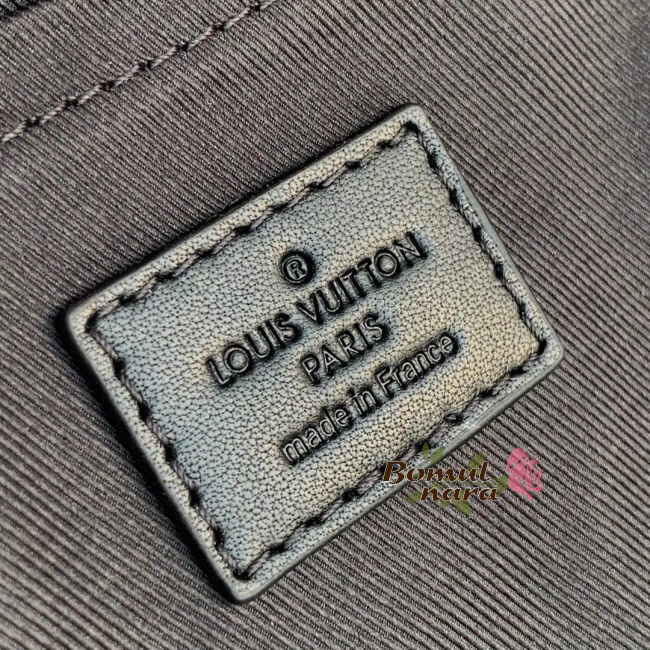 ®
LOUIS VUITTON
PARIS
made in France
Bomul
nara